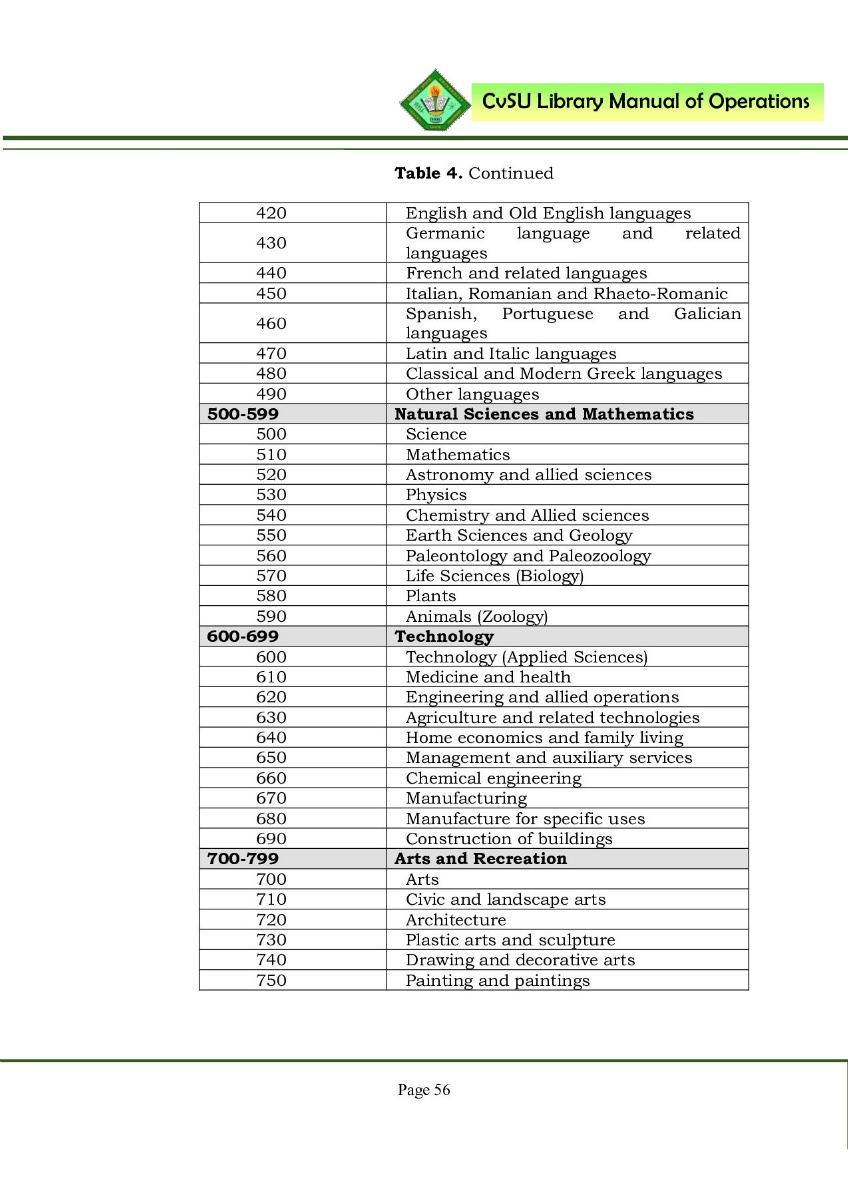 CvSU Library Manual of Operations
Table 4. Continued
420 English and Old English languages
430 Germanic language and related
languages
440 French and related languages
450 Italian, Romanian and Rhaeto-Romanic
460 Spanish, Portuguese and Galician
languages
470 Latin and Italic languages
480 Classical and Modern Greek languages
490 Other languages
500-599 Natural Sciences and Mathematics
500 Science
510 Mathematics
520 Astronomy and allied sciences
530 Physics
540 Chemistry and Allied sciences
550 Earth Sciences and Geology
560 Paleontology and Paleozoology
570 Life Sciences (Biology)
580 Plants
590 Animals (Zoology)
600-699 Technology
600 Technology (Applied Sciences)
610 Medicine and health
620 Engineering and allied operations
630 Agriculture and related technologies
640 Home economics and family living
650 Management and auxiliary services
660 Chemical engineering
670 Manufacturing
680 Manufacture for specific uses
690 Construction of buildings
700-799 Arts and Recreation
700 Arts
710 Civic and landscape arts
720 Architecture
730 Plastic arts and sculpture
740 Drawing and decorative arts
750 Painting and paintings
Page 56